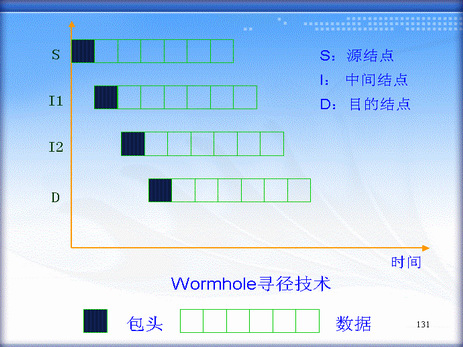 S
S：源结点
I1
I： 中间结点
D：目的结点
I2
D
时间
Wormhole寻径技术
包头
数据
131